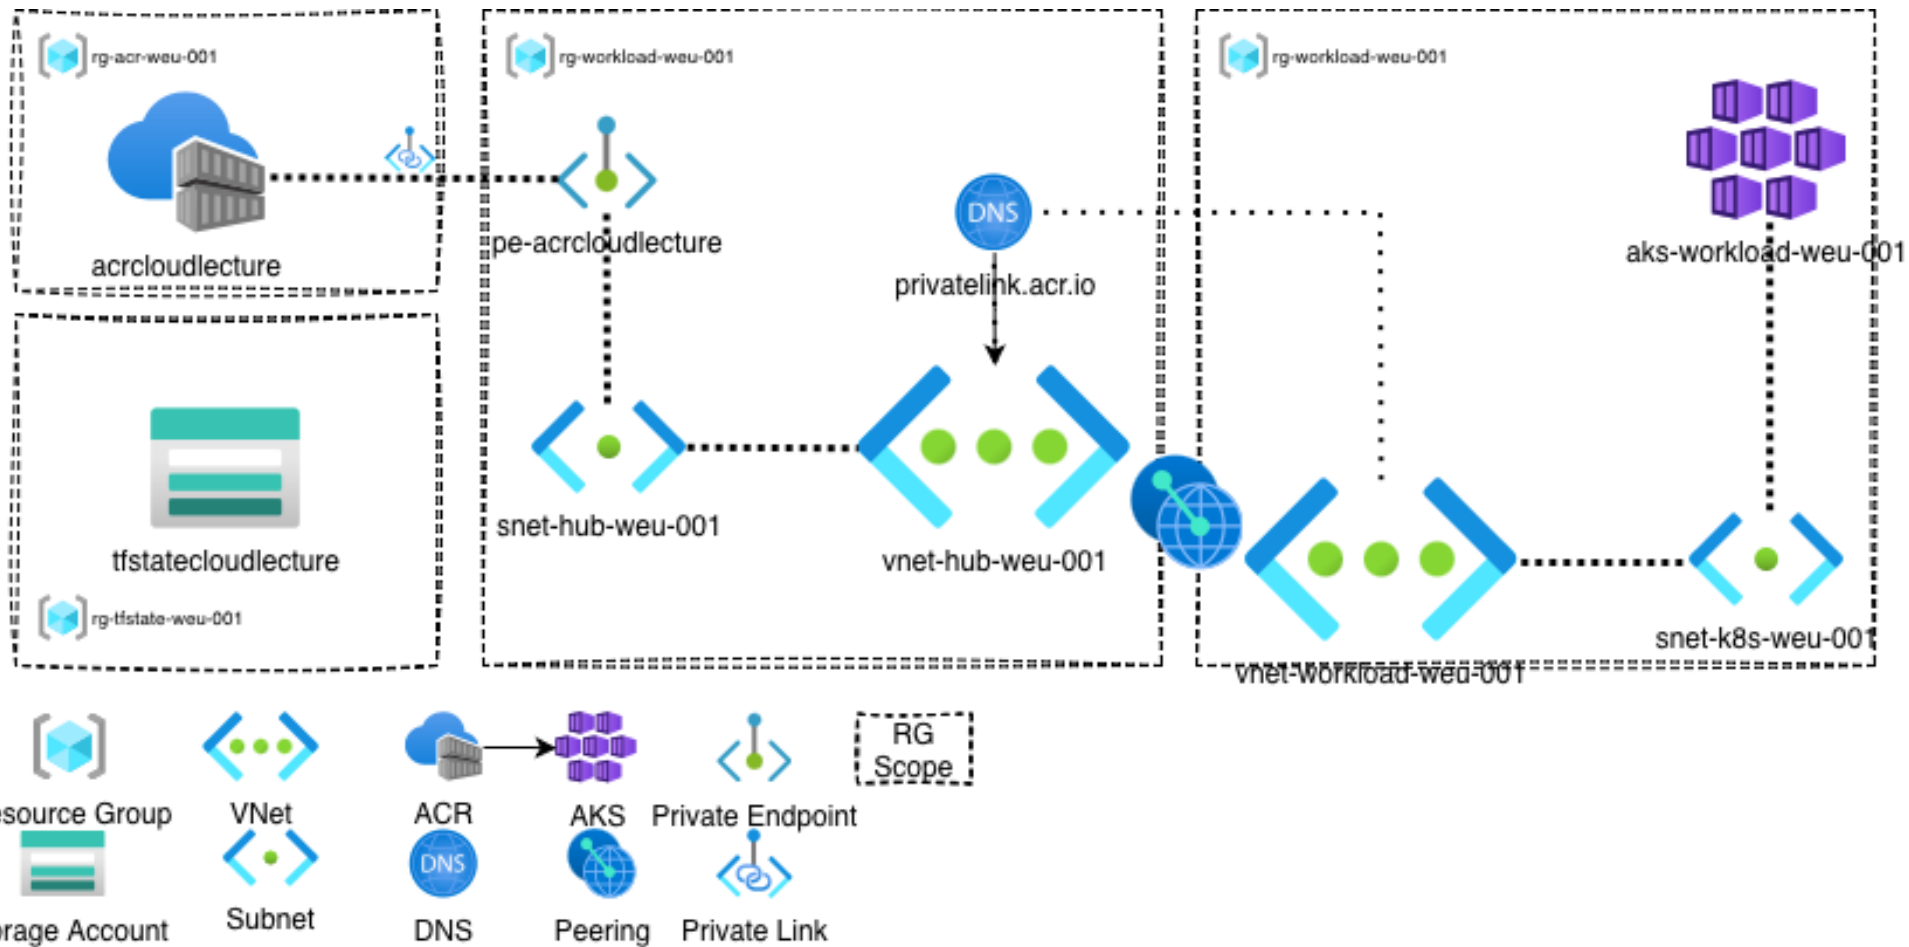 rg-acr-weu-001
acrcloudlecture
tfstatecloudlecture
rg-tfstate-weu-001
rg-workload-weu-001
pe-acrcloudlecture
DNS
privatelink.acr.io
snet-hub-weu-001
vnet-hub-weu-001
rg-workload-weu-001
aks-workload-weu-001
snet-k8s-weu-001
vnet-workload-weu-001
RG
Scope
esource Group
VNet
ACR
AKS
Private Endpoint
DNS
orage Account
Subnet
DNS
Peering
Private Link